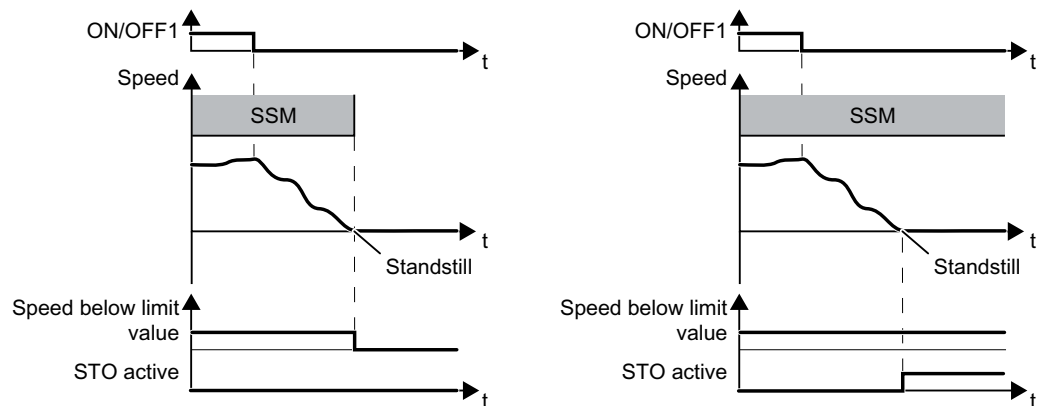 ON/OFF1
t
Speed
SSM
t
Standstill
Speed below limit
value
STO active
t
ON/OFF1
t
Speed
SSM
t
Standstill
Speed below limit
value
STO active
t